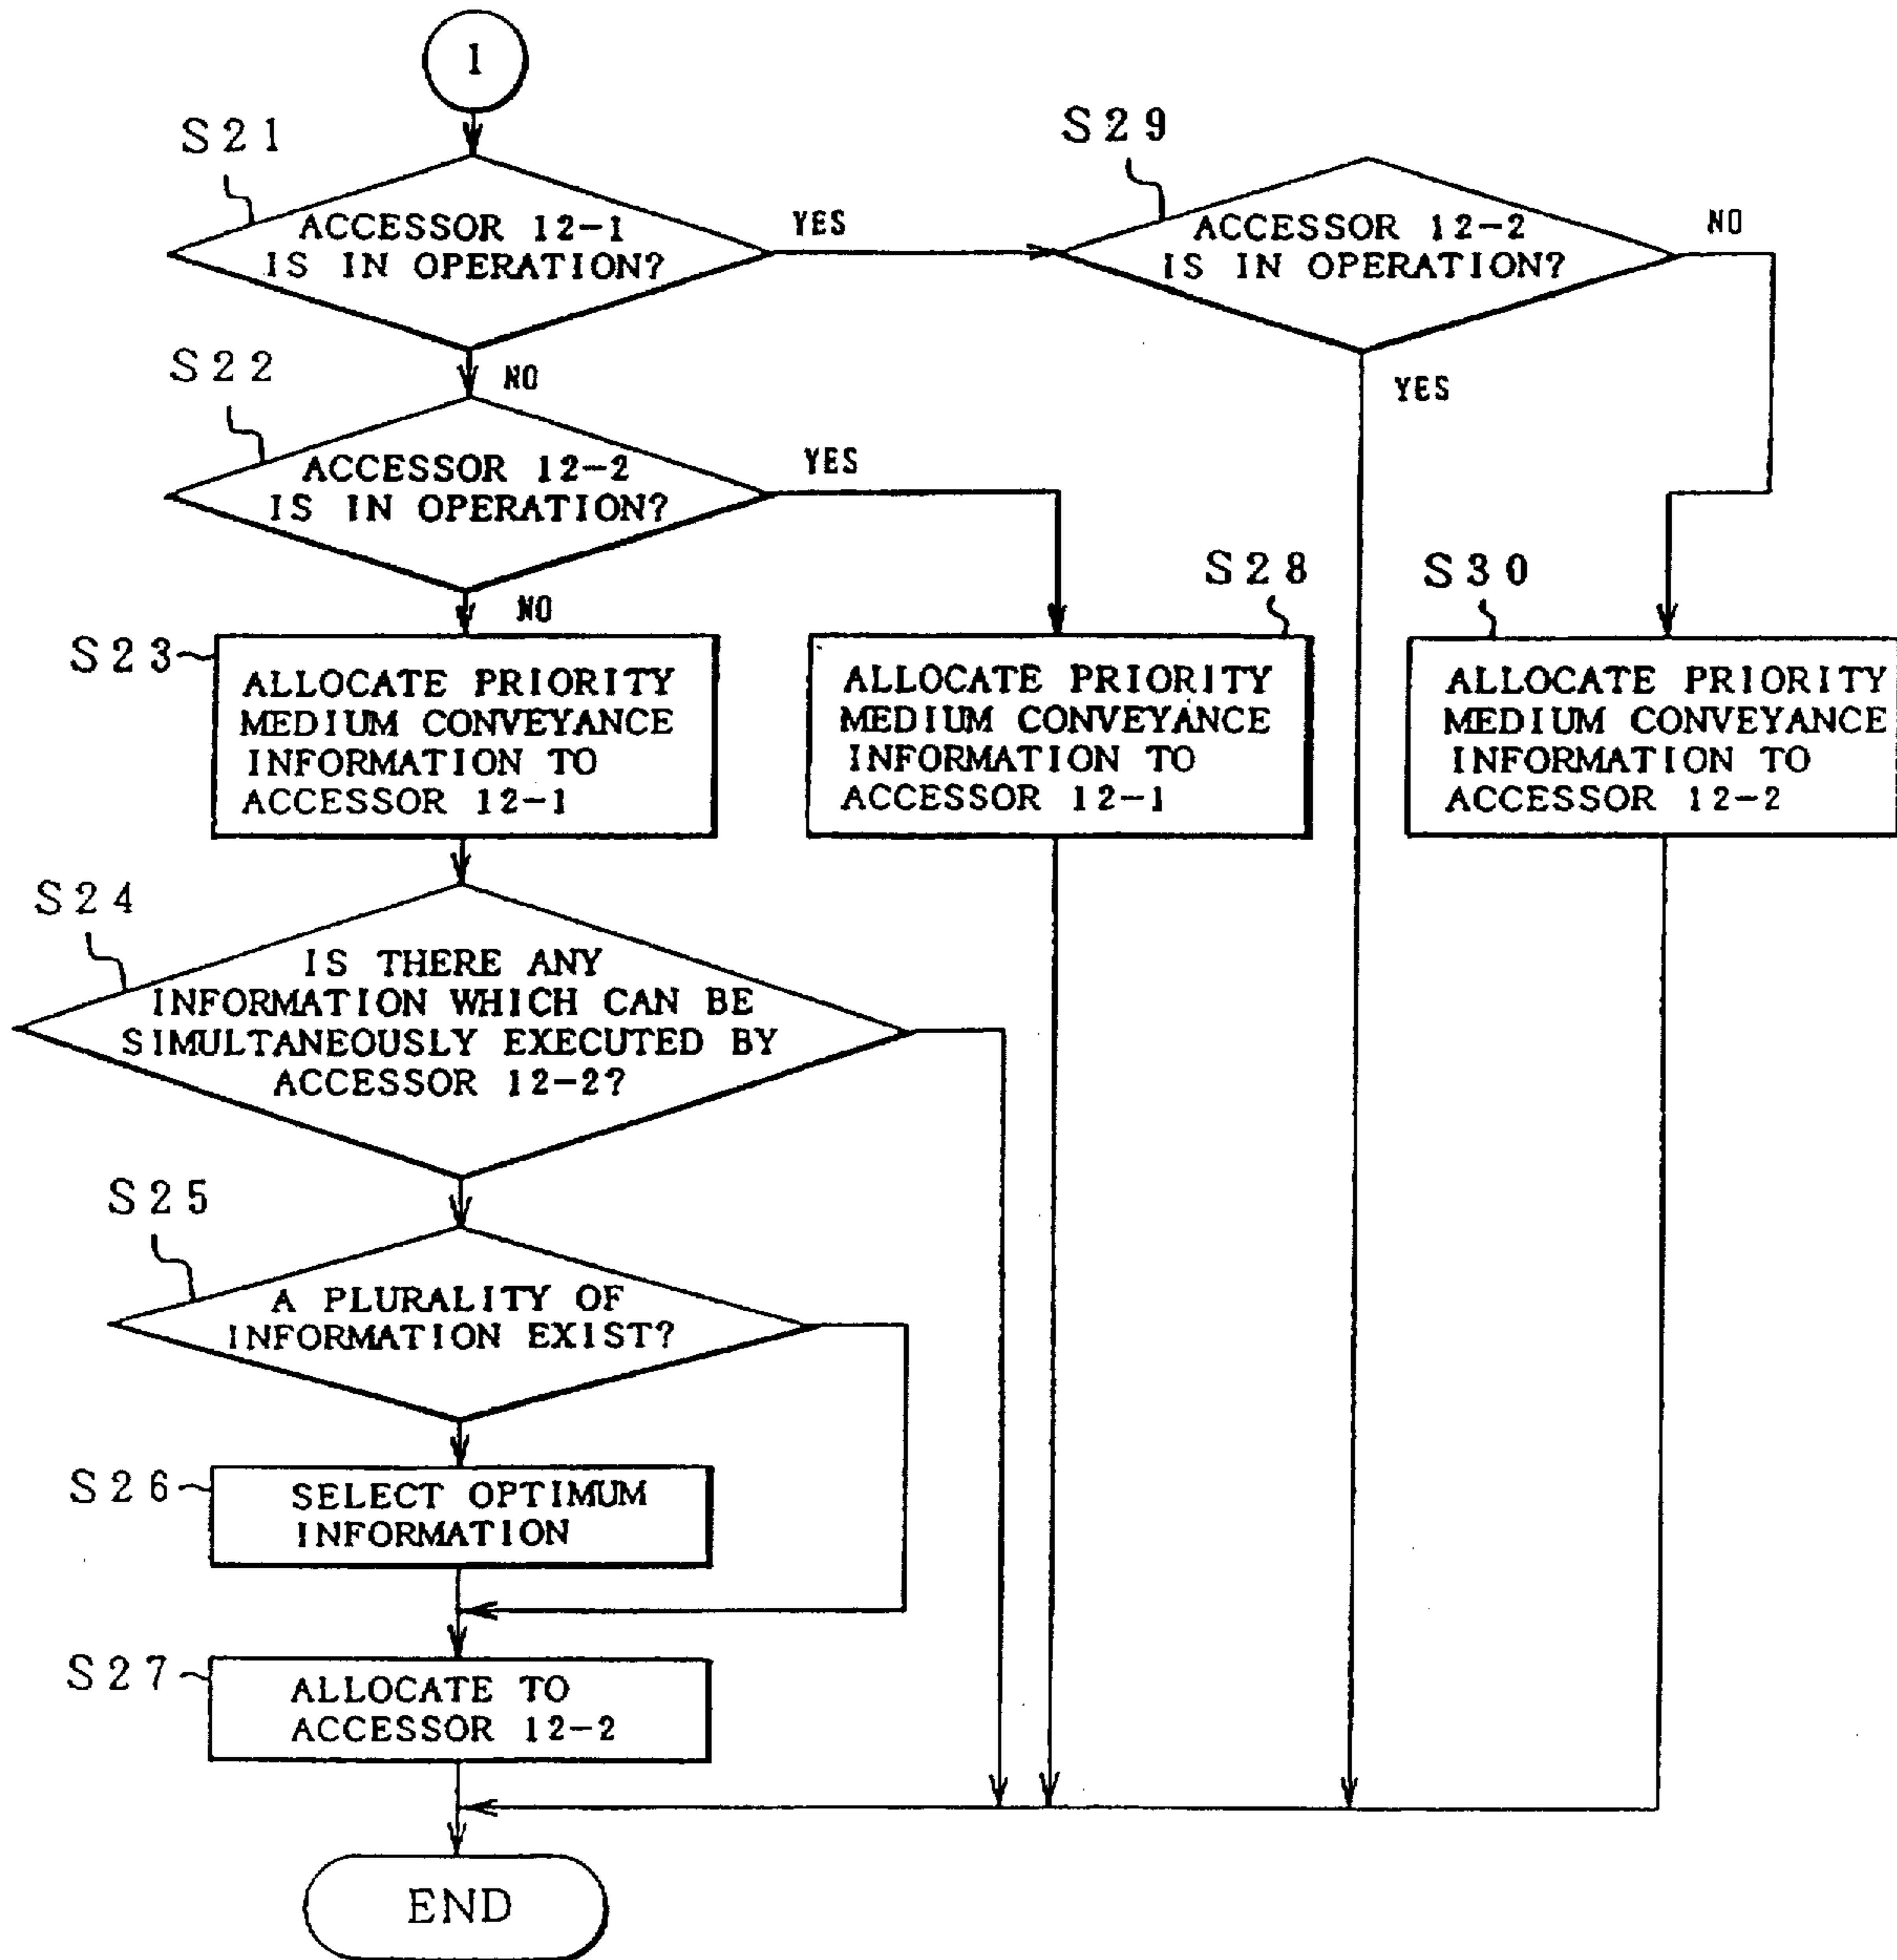 1
S21
ACCESSOR 12-1
IS IN OPERATION?
YES
S29
ACCESSOR 12-2
IS IN OPERATION?
NO
YES
NO
S22
ACCESSOR 12-2
IS IN OPERATION?
YES
NO
S23
ALLOCATE PRIORITY
MEDIUM CONVEYANCE
INFORMATION TO
ACCESSOR 12-1
S28
ALLOCATE PRIORITY
MEDIUM CONVEYANCE
INFORMATION TO
ACCESSOR 12-1
S30
ALLOCATE PRIORITY
MEDIUM CONVEYANCE
INFORMATION TO
ACCESSOR 12-2
S24
IS THERE ANY
INFORMATION WHICH CAN BE
SIMULTANEOUSLY EXECUTED BY
ACCESSOR 12-2?
S25
A PLURALITY OF
INFORMATION EXIST?
S26
SELECT OPTIMUM
INFORMATION
S27
ALLOCATE TO
ACCESSOR 12-2
END